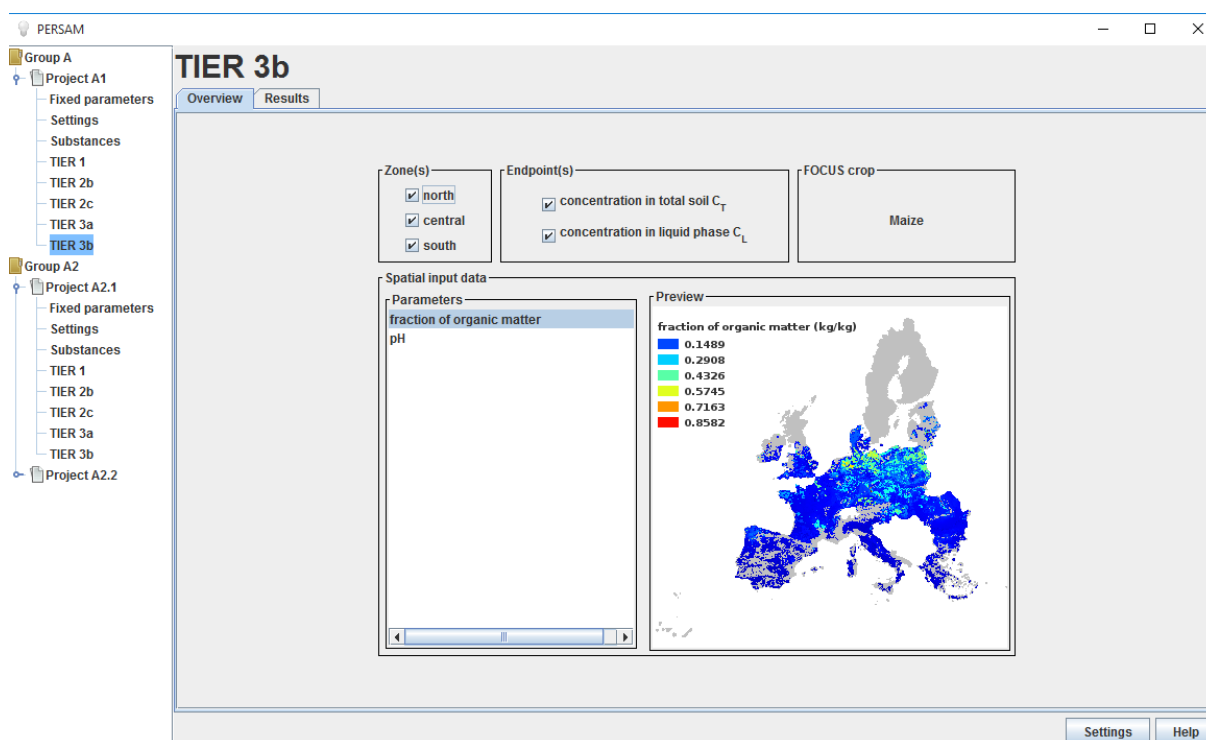 PERSAM
Group A
Project A1
Fixed parameters
Settings
Substances
TIER 1
TIER 2b
TIER 2c
TIER 3a
TIER 3b
Group A2
Project A2.1
Fixed parameters
Settings
Substances
TIER 1
TIER 2b
TIER 2c
TIER 3a
TIER 3b
Project A2.2
TIER 3b
Overview Results
Zone(s)
north
central
south
Endpoint(s)
concentration in total soil C_T
concentration in liquid phase C_L
FOCUS crop
Maize
Spatial input data
Parameters
fraction of organic matter
pH
Preview
fraction of organic matter (kg/kg)
0.1489
0.2908
0.4326
0.5745
0.7163
0.8582
Settings Help